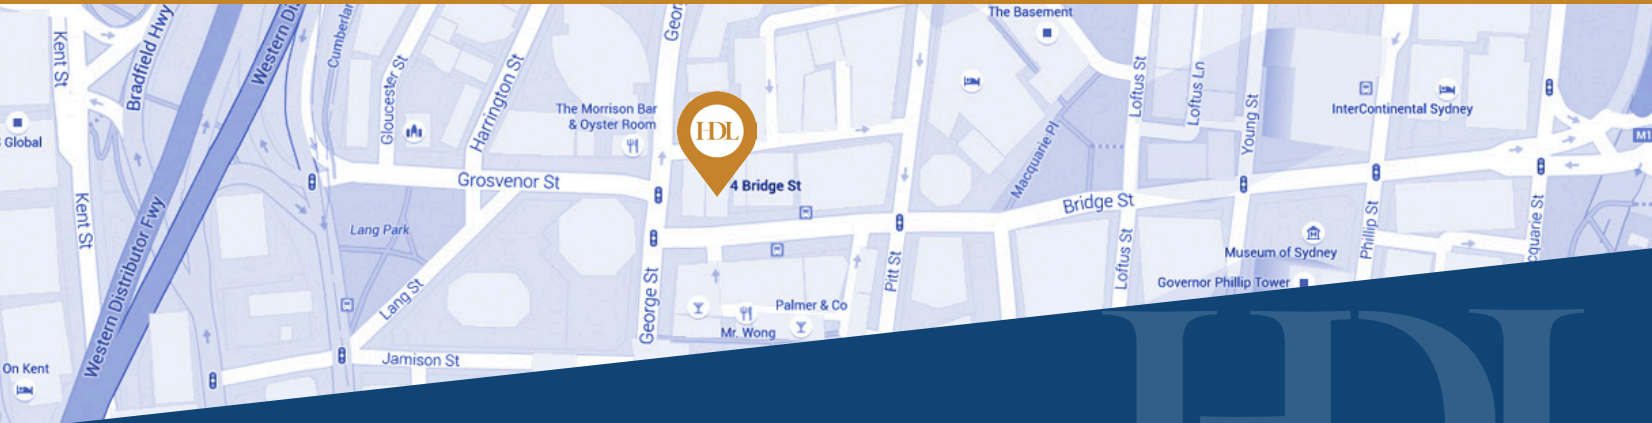 Kent St
Bradfield Hwy
Western Dis
Cumberlan
Gloucester St
Harrington St
Geor
The Basement
Loftus St
Loftus Ln
Young St
InterContinental Sydney
M1
Global
The Morrison Bar
& Oyster Room
HDL
Macquarie Pl
Grosvenor St
4 Bridge St
Bridge St
Kent St
Western Distributor Fwy
Lang Park
Lang St
George St
Pitt St
Loftus St
Museum of Sydney
Phillip St
cquarie St
Governor Phillip Tower
Palmer & Co
Mr. Wong
Jamison St
On Kent
HDL